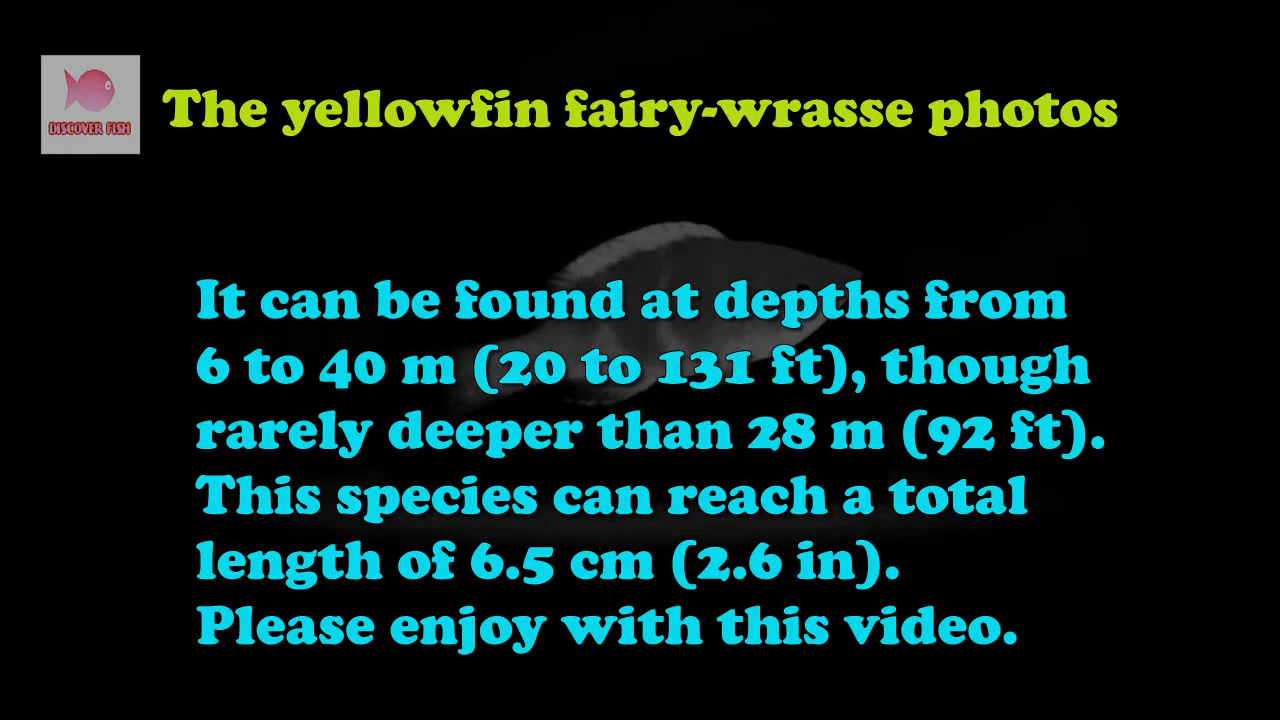 DISCOVER FISH
The yellowfin fairy-wrasse photos
It can be found at depths from
6 to 40 m (20 to 131 ft), though
rarely deeper than 28 m (92 ft).
This species can reach a total
length of 6.5 cm (2.6 in).
Please enjoy with this video.